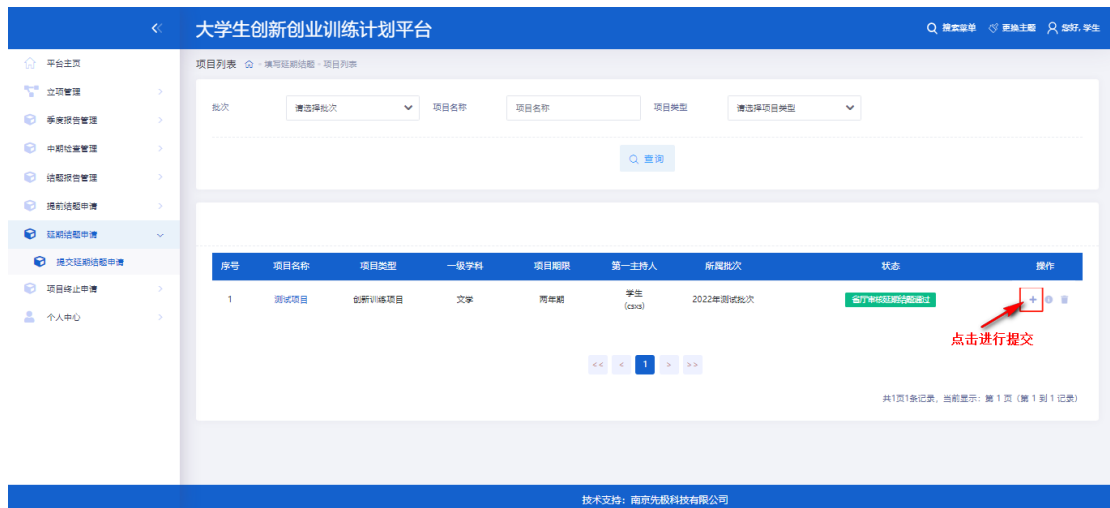 大学生创新创业训练计划平台
搜索菜单 更换主题 您好, 学生
平台主页
立项管理
季度报告管理
中期检查管理
结题报告管理
提前结题申请
延期结题申请
提交延期结题申请
项目终止申请
个人中心
项目列表 - 填写延期结题 - 项目列表
批次 请选择批次 项目名称 项目名称 项目类型 请选择项目类型
查询
序号 项目名称 项目类型 一级学科 项目期限 第一主持人 所属批次 状态 操作
1 测试项目 创新训练项目 文学 两年期 学生 2022年测试批次 省厅审核延期结题通过
(csxs)
点击进行提交
<< < 1 > >>
共1页1条记录, 当前显示: 第 1 页 (第 1 到 1 记录)
技术支持: 南京先极科技有限公司